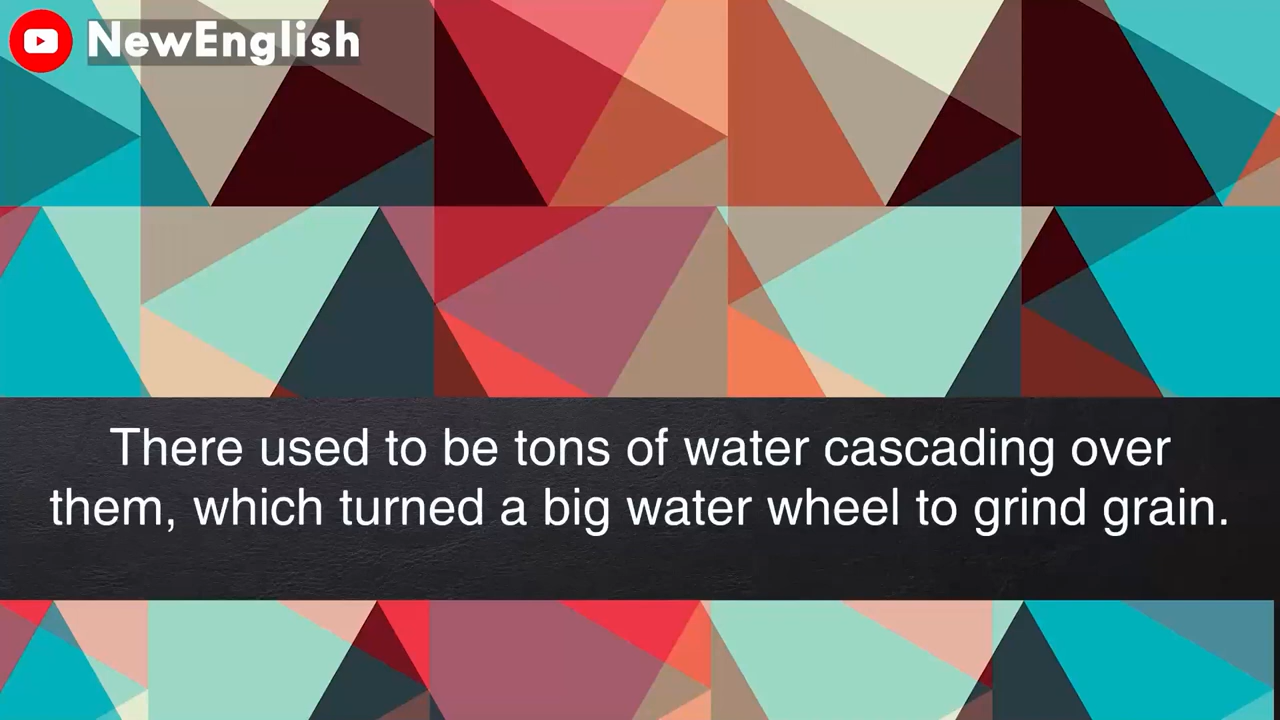 NewEnglish
There used to be tons of water cascading over
them, which turned a big water wheel to grind grain.